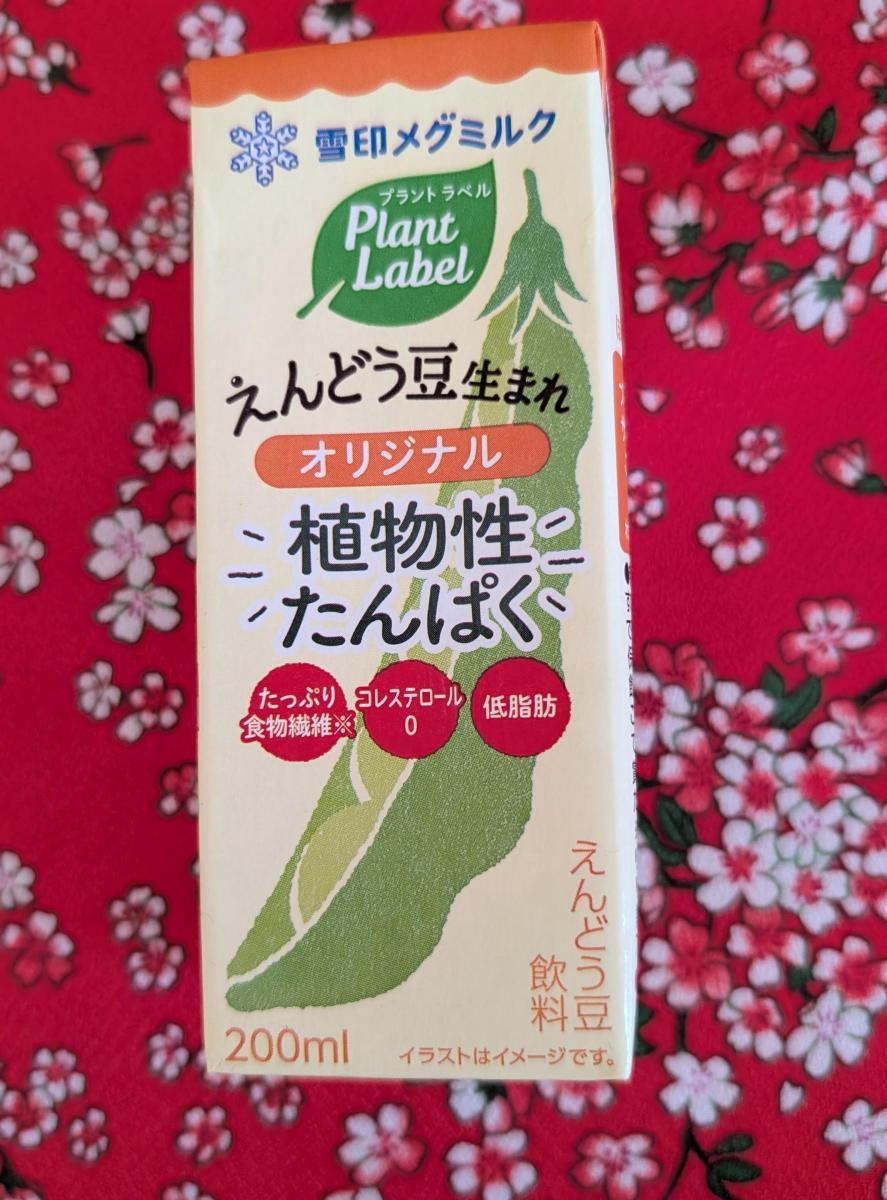 雪印メグミルク
プラントラベル
Plant
Label
えんどう豆生まれ
オリジナル
植物性
たんぱく
たっぷり
食物繊維※
コレステロール
0
低脂肪
えんどう豆
飲料
200ml
イラストはイメージです。